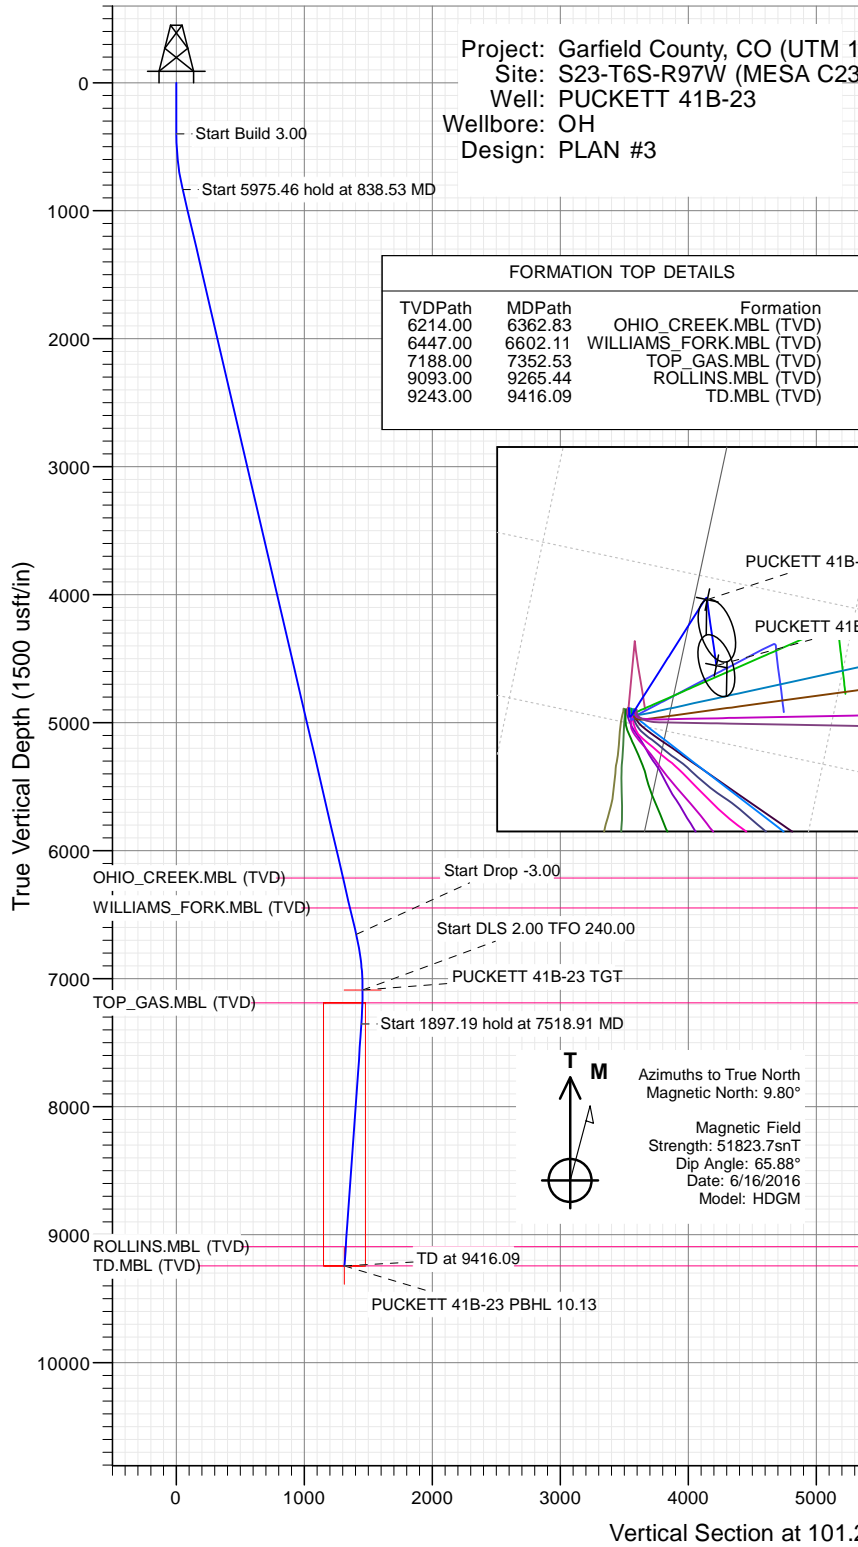 Project: Garfield County, CO (UTM 1
Site: S23-T6S-R97W (MESA C23
Well: PUCKETT 41B-23
Wellbore: OH
Design: PLAN #3
0
Start Build 3.00
Start 5975.46 hold at 838.53 MD
1000
FORMATION TOP DETAILS
TVDPath MDPath Formation
6214.00 6362.83 OHIO_CREEK.MBL (TVD)
6447.00 6602.11 WILLIAMS_FORK.MBL (TVD)
7188.00 7352.53 TOP_GAS.MBL (TVD)
9093.00 9265.44 ROLLINS.MBL (TVD)
9243.00 9416.09 TD.MBL (TVD)
2000
3000
PUCKETT 41B-
4000
PUCKETT 41B
5000
True Vertical Depth (1500 usft/in)
6000
Start Drop -3.00
OHIO_CREEK.MBL (TVD)
WILLIAMS_FORK.MBL (TVD)
Start DLS 2.00 TFO 240.00
7000
PUCKETT 41B-23 TGT
TOP_GAS.MBL (TVD)
Start 1897.19 hold at 7518.91 MD
T
M
Azimuths to True North
Magnetic North: 9.80°
Magnetic Field
Strength: 51823.7snT
Dip Angle: 65.88°
Date: 6/16/2016
Model: HDGM
8000
9000
ROLLINS.MBL (TVD)
TD.MBL (TVD)
TD at 9416.09
PUCKETT 41B-23 PBHL 10.13
10000
0 1000 2000 3000 4000 5000
Vertical Section at 101.2